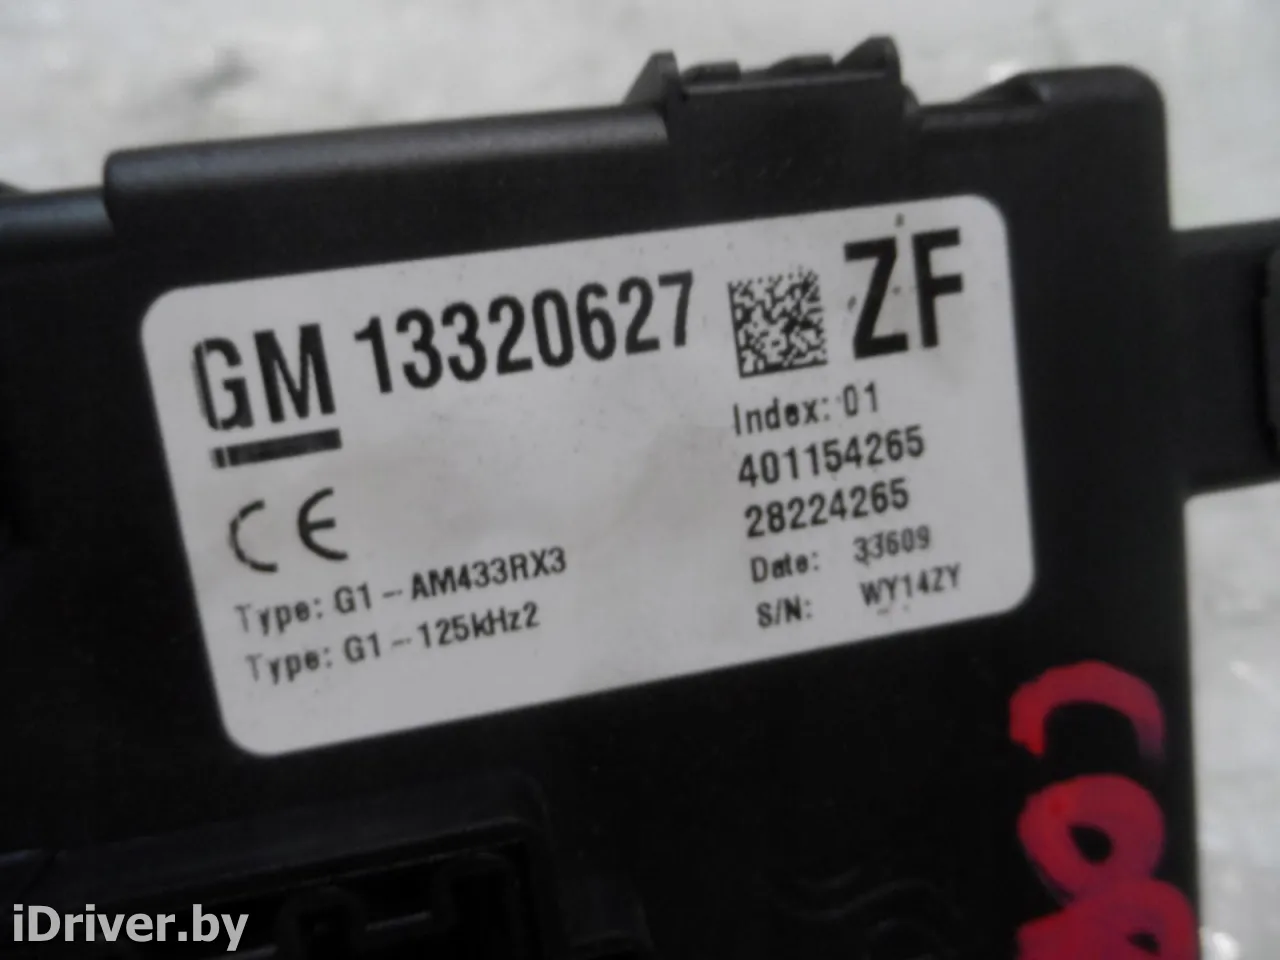 GM 13320627 ZF
Index: 01
401154265
28224265
CE
Type: G1-AM433RX3
Type: G1-125kHz2
Date: 33609
S/N: WY14ZY
iDriver.by